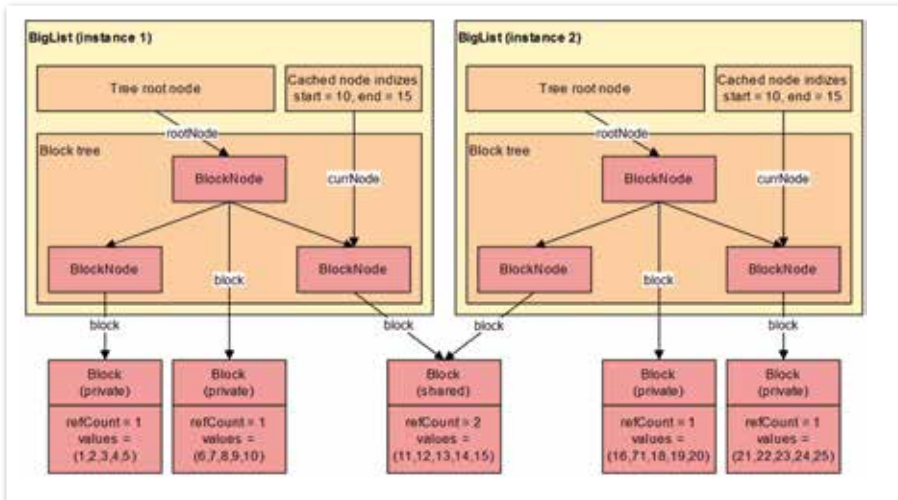 BigList (instance 1)
Tree root node
Cached node indizes
start = 10, end = 15
rootNode
Block tree
BlockNode
currNode
BlockNode
BlockNode
block
block
block
BigList (instance 2)
Tree root node
Cached node indizes
start = 10, end = 15
rootNode
Block tree
BlockNode
currNode
BlockNode
BlockNode
block
block
block
Block
(private)
refCount = 1
values =
(1,2,3,4,5)
Block
(private)
refCount = 1
values =
(6,7,8,9,10)
Block
(shared)
refCount = 2
values =
(11,12,13,14,15)
Block
(private)
refCount = 1
values =
(16,71,18,19,20)
Block
(private)
refCount = 1
values =
(21,22,23,24,25)